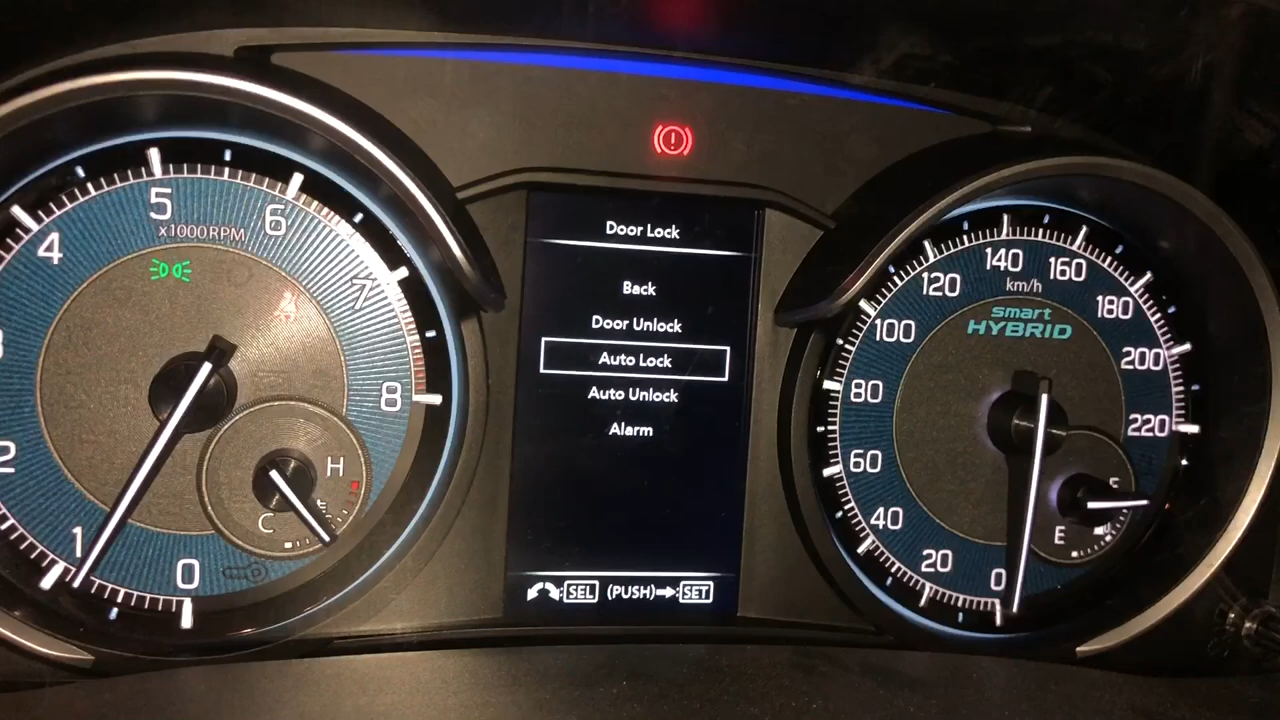 5
6
x1000RPM
4
7
8
2
1
0
H
C
Door Lock
Back
Door Unlock
Auto Lock
Auto Unlock
Alarm
:SEL (PUSH) SET
140
160
120
km/h
180
smart
HYBRID
100
200
80
220
60
40
E
20
0